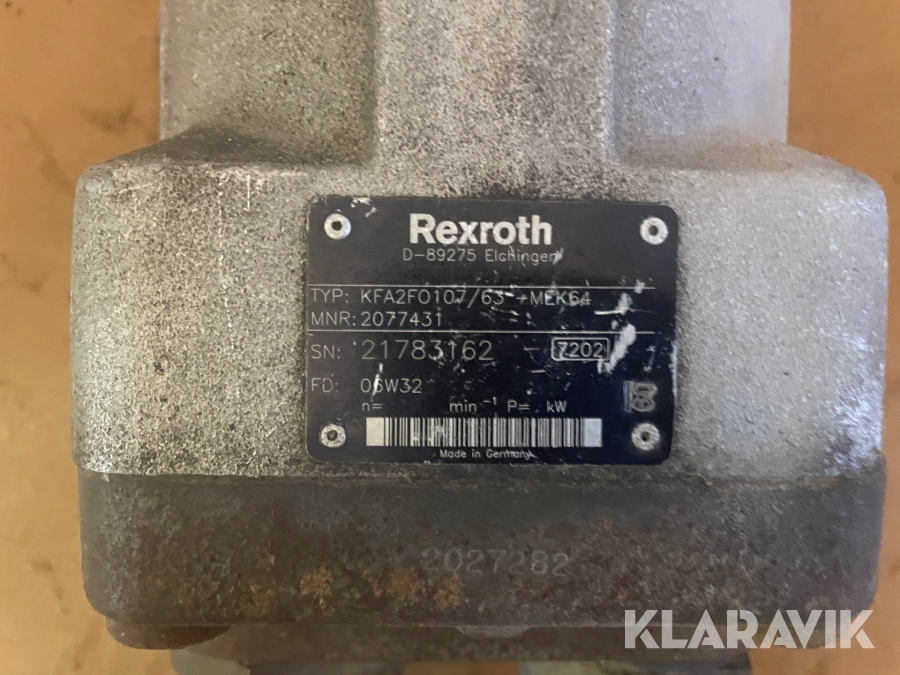 Rexroth
D-89275 Elchingen
TYP: KFA2FO107/63 -MEK64
MNR: 2077431
SN: 21783162 7202
FD: 06W32
n= min⁻¹ P= kW
Made in Germany
2027282
KLARAVIK